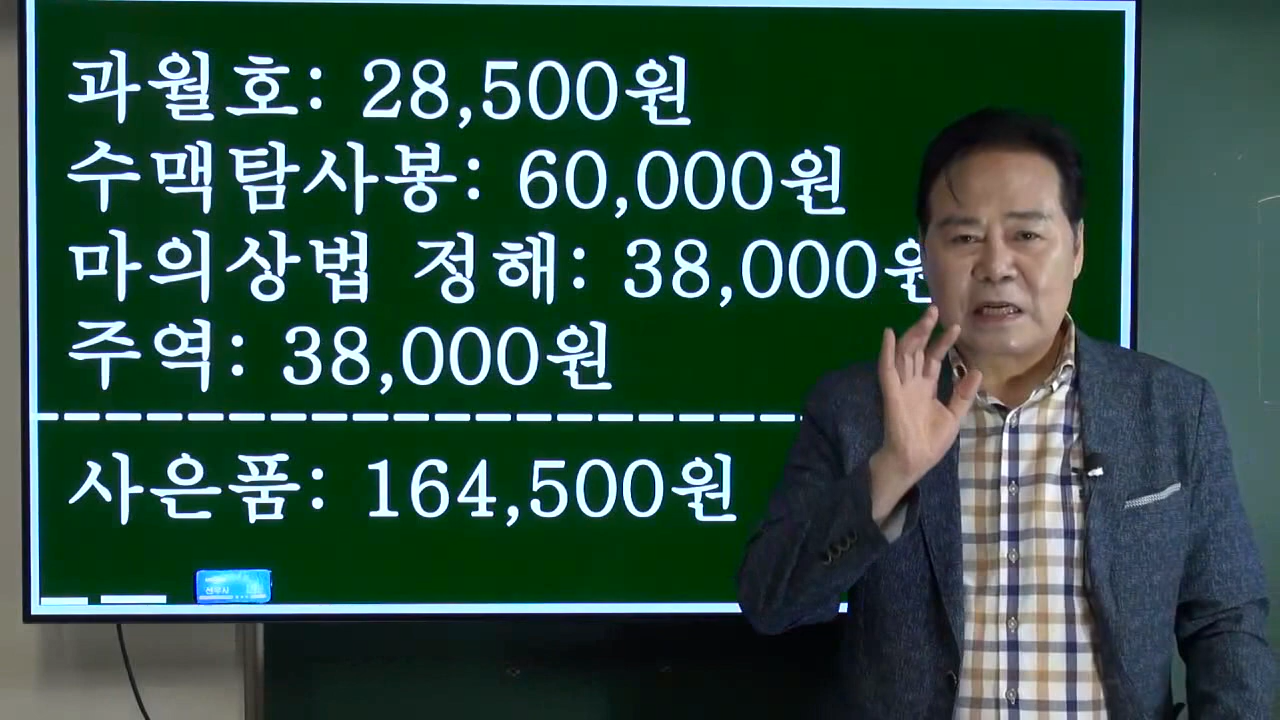 과월호: 28,500원
수맥탐사봉: 60,000원
마의상법 정해: 38,000원
주역: 38,000원
사은품: 164,500원